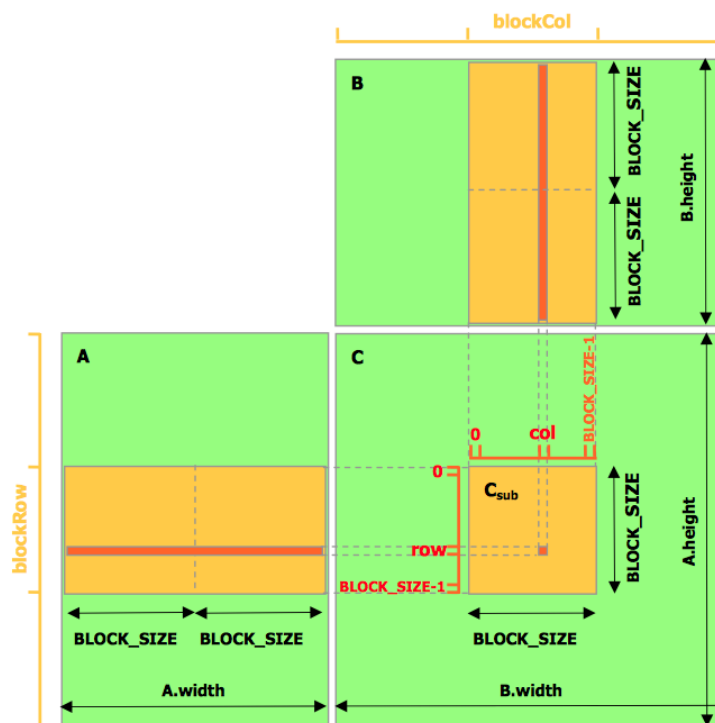 blockCol
B
BLOCK_SIZE
BLOCK_SIZE
B.height
A
C
BLOCK_SIZE-1
0
col
0
blockRow
C_sub
BLOCK_SIZE
A.height
row
BLOCK_SIZE-1
BLOCK_SIZE
BLOCK_SIZE
BLOCK_SIZE
A.width
B.width